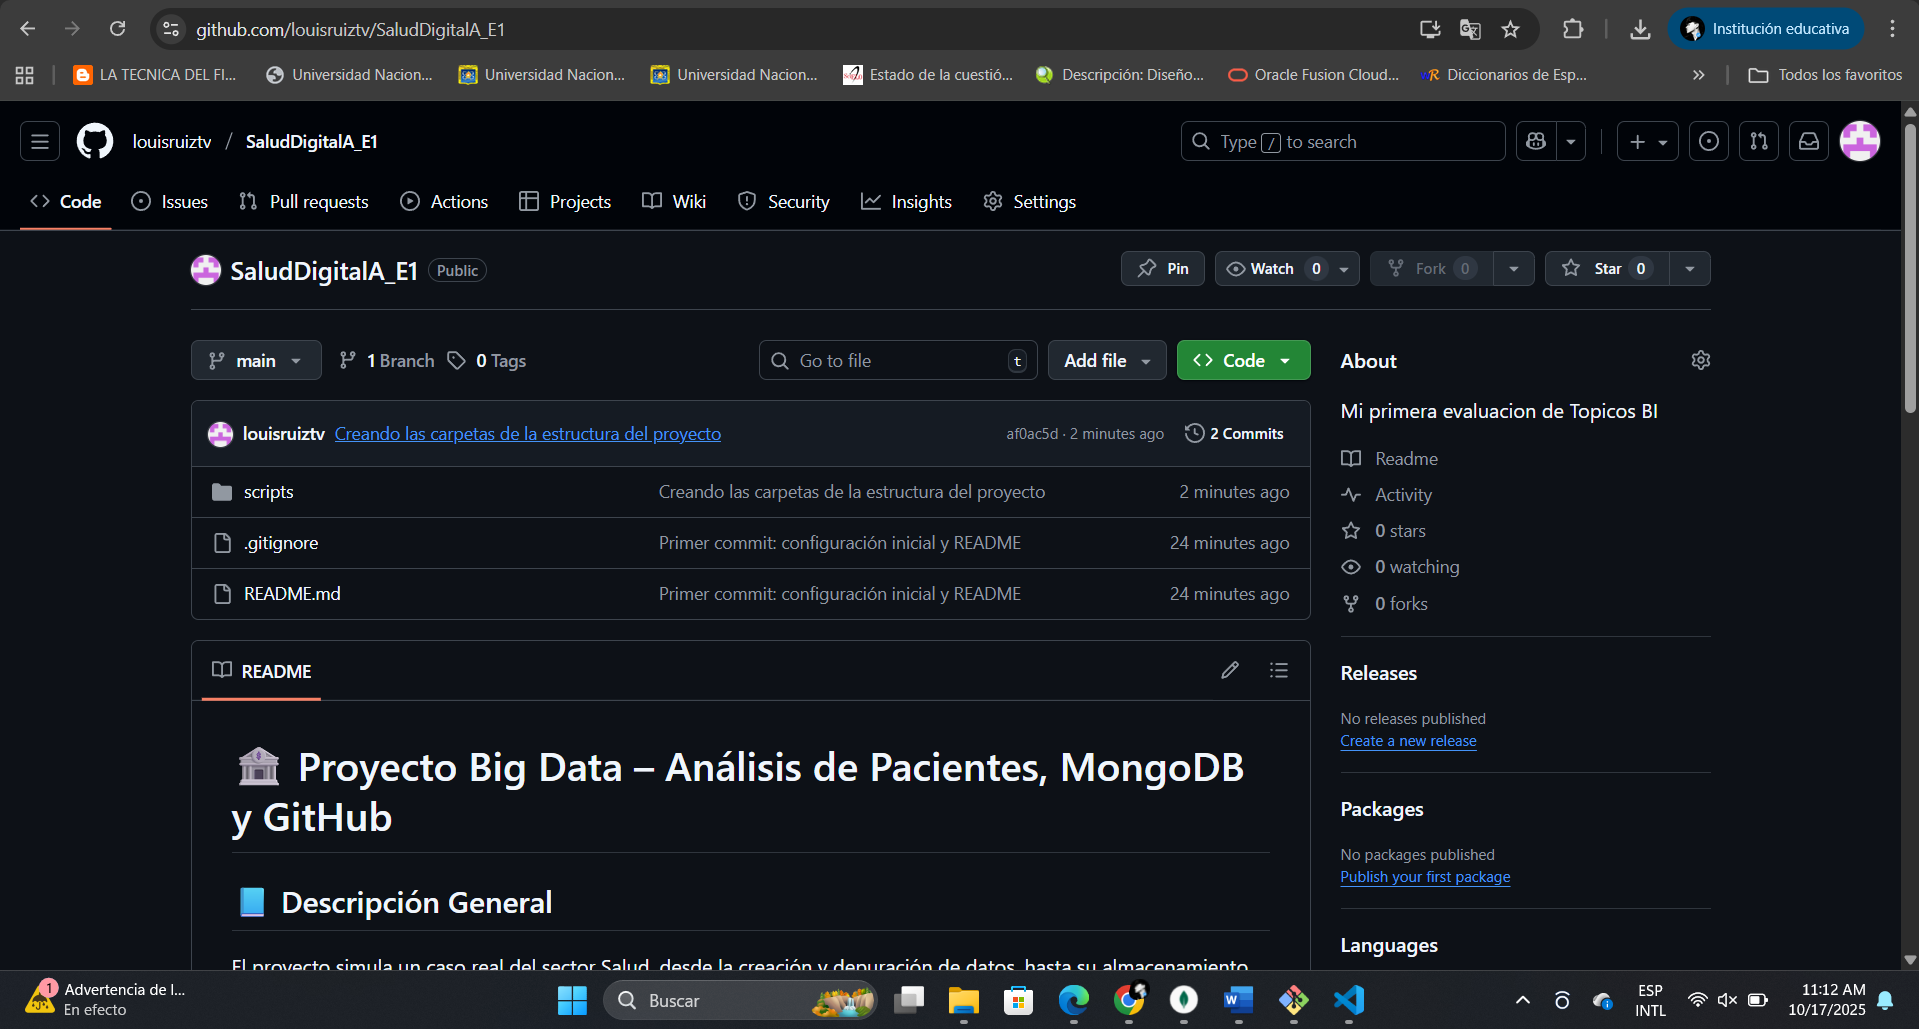 github.com/louisruiztv/SaludDigitalA_E1
Institución educativa
LA TECNICA DEL FI...
Universidad Nacion...
Universidad Nacion...
Universidad Nacion...
Estado de la cuestió...
Descripción: Diseño...
Oracle Fusion Cloud...
Diccionarios de Esp...
»
Todos los favoritos
louisruiztv / SaludDigitalA_E1
Type / to search
Code
Issues
Pull requests
Actions
Projects
Wiki
Security
Insights
Settings
SaludDigitalA_E1 Public
Pin
Watch 0
Fork 0
Star 0
main
1 Branch
0 Tags
Go to file t
Add file
Code
louisruiztv Creando las carpetas de la estructura del proyecto af0ac5d · 2 minutes ago 2 Commits
scripts Creando las carpetas de la estructura del proyecto 2 minutes ago
.gitignore Primer commit: configuración inicial y README 24 minutes ago
README.md Primer commit: configuración inicial y README 24 minutes ago
README
Proyecto Big Data – Análisis de Pacientes, MongoDB
y GitHub
Descripción General
El proyecto simula un caso real del sector Salud, desde la creación y depuración de datos, hasta su almacenamiento
About
Mi primera evaluacion de Topicos BI
Readme
Activity
0 stars
0 watching
0 forks
Releases
No releases published
Create a new release
Packages
No packages published
Publish your first package
Languages
1
Advertencia de l...
En efecto
Buscar
ESP
INTL
11:12 AM
10/17/2025